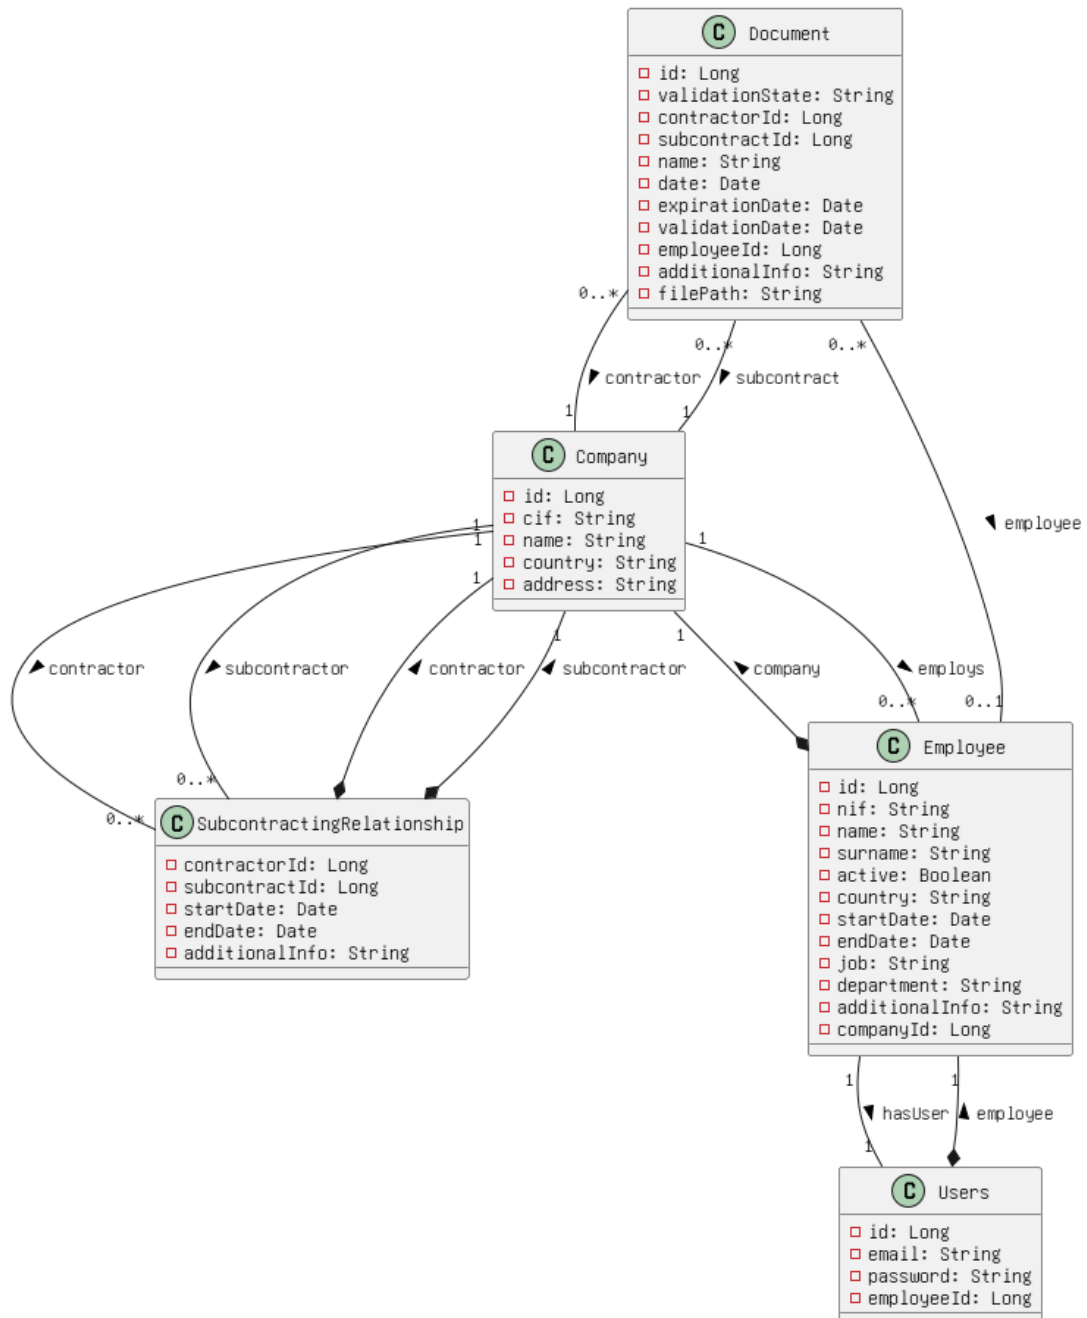 C Document
id: Long
validationState: String
contractorId: Long
subcontractId: Long
name: String
date: Date
expirationDate: Date
validationDate: Date
employeeId: Long
additionalInfo: String
filePath: String
0..*
0..* 0..*
contractor subcontract
1 1
C Company
id: Long
cif: String
name: String
country: String
address: String
employee
1
1
1
1
1
1
contractor subcontractor contractor subcontractor company employs
0..* 0..1
0..*
0..*
C SubcontractingRelationship
contractorId: Long
subcontractId: Long
startDate: Date
endDate: Date
additionalInfo: String
C Employee
id: Long
nif: String
name: String
surname: String
active: Boolean
country: String
startDate: Date
endDate: Date
job: String
department: String
additionalInfo: String
companyId: Long
1 1
hasUser employee
1
C Users
id: Long
email: String
password: String
employeeId: Long